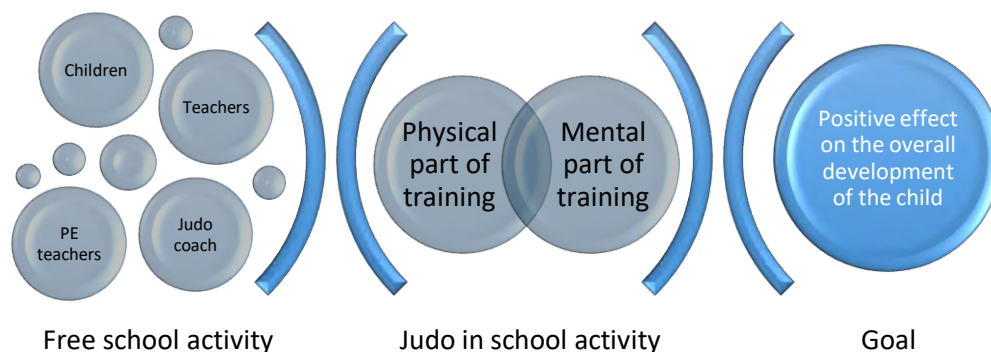 Children
Teachers
PE
teachers
Judo
coach
Free school activity
Physical
part of
training
Mental
part of
training
Judo in school activity
Positive effect
on the overall
development
of the child
Goal